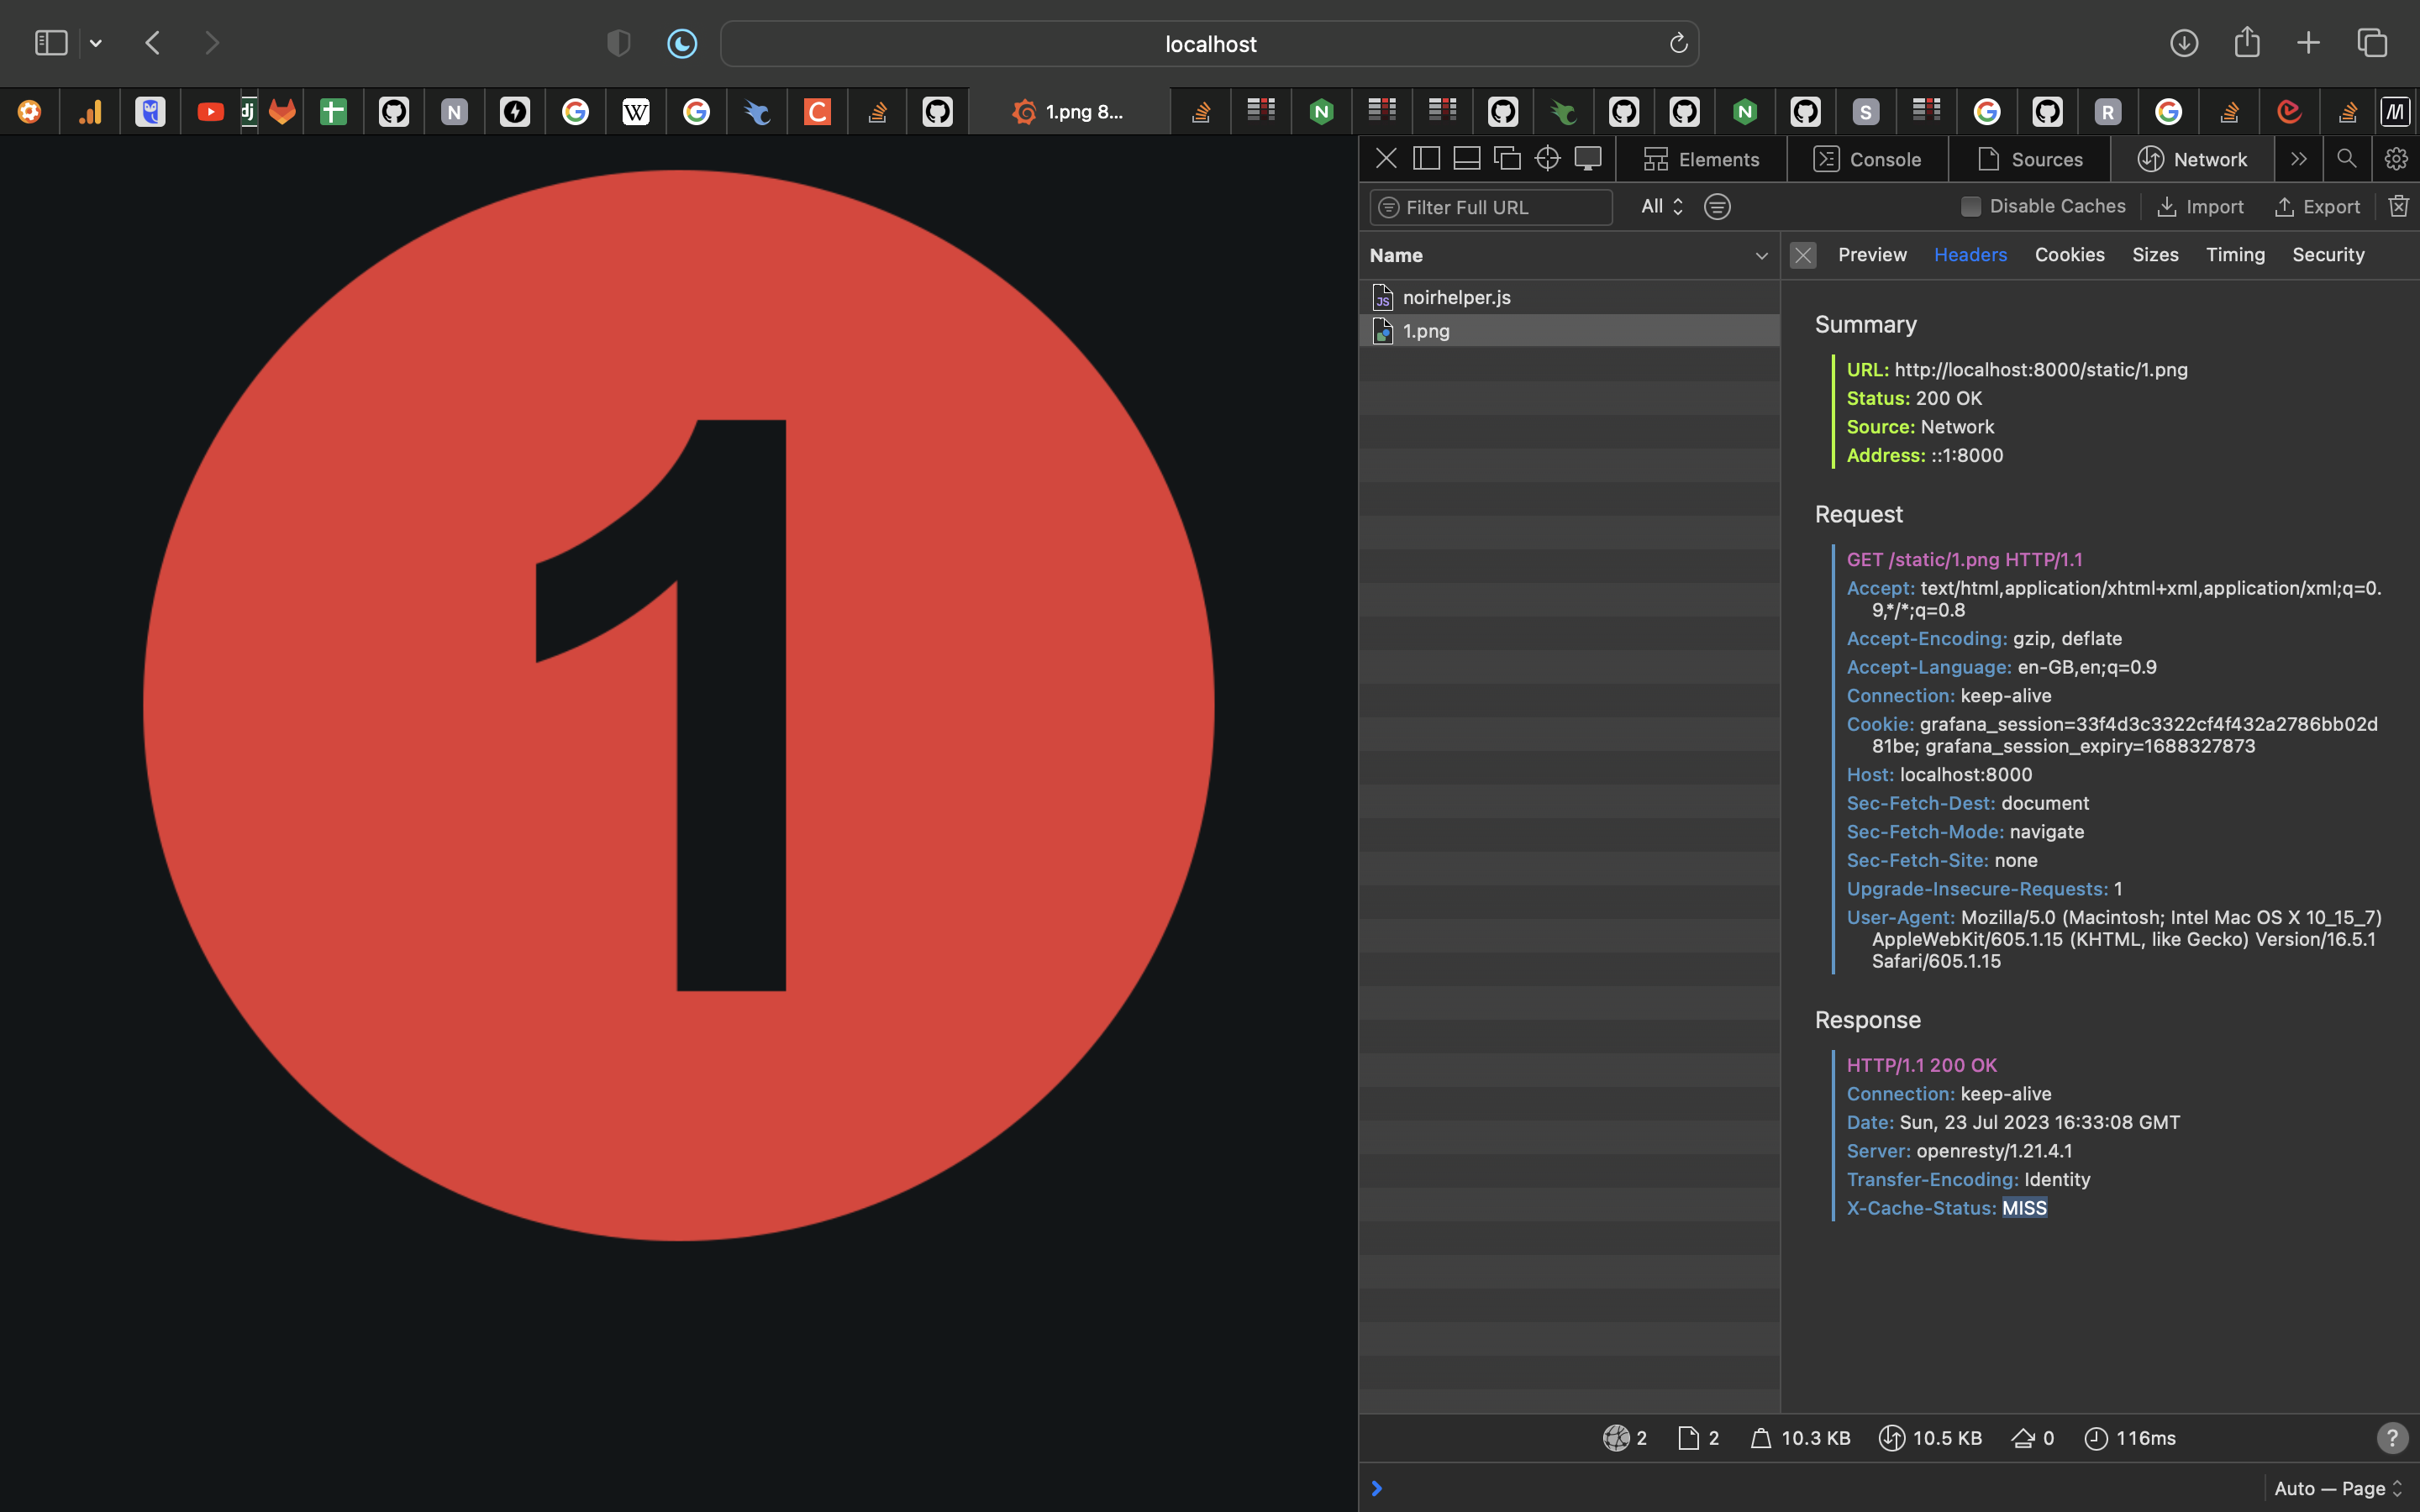 localhost
dj
N
W
C
1.png 8...
N
N
S
R
Elements
Console
Sources
Network
Filter Full URL
All
Disable Caches
Import
Export
Name
Preview
Headers
Cookies
Sizes
Timing
Security
JS
noirhelper.js
1.png
1
Summary
URL: http://localhost:8000/static/1.png
Status: 200 OK
Source: Network
Address: ::1:8000
Request
GET /static/1.png HTTP/1.1
Accept: text/html,application/xhtml+xml,application/xml;q=0.
9,*/*;q=0.8
Accept-Encoding: gzip, deflate
Accept-Language: en-GB,en;q=0.9
Connection: keep-alive
Cookie: grafana_session=33f4d3c3322cf4f432a2786bb02d
81be; grafana_session_expiry=1688327873
Host: localhost:8000
Sec-Fetch-Dest: document
Sec-Fetch-Mode: navigate
Sec-Fetch-Site: none
Upgrade-Insecure-Requests: 1
User-Agent: Mozilla/5.0 (Macintosh; Intel Mac OS X 10_15_7)
AppleWebKit/605.1.15 (KHTML, like Gecko) Version/16.5.1
Safari/605.1.15
Response
HTTP/1.1 200 OK
Connection: keep-alive
Date: Sun, 23 Jul 2023 16:33:08 GMT
Server: openresty/1.21.4.1
Transfer-Encoding: Identity
X-Cache-Status: MISS
2
2
10.3 KB
10.5 KB
0
116ms
?
Auto — Page